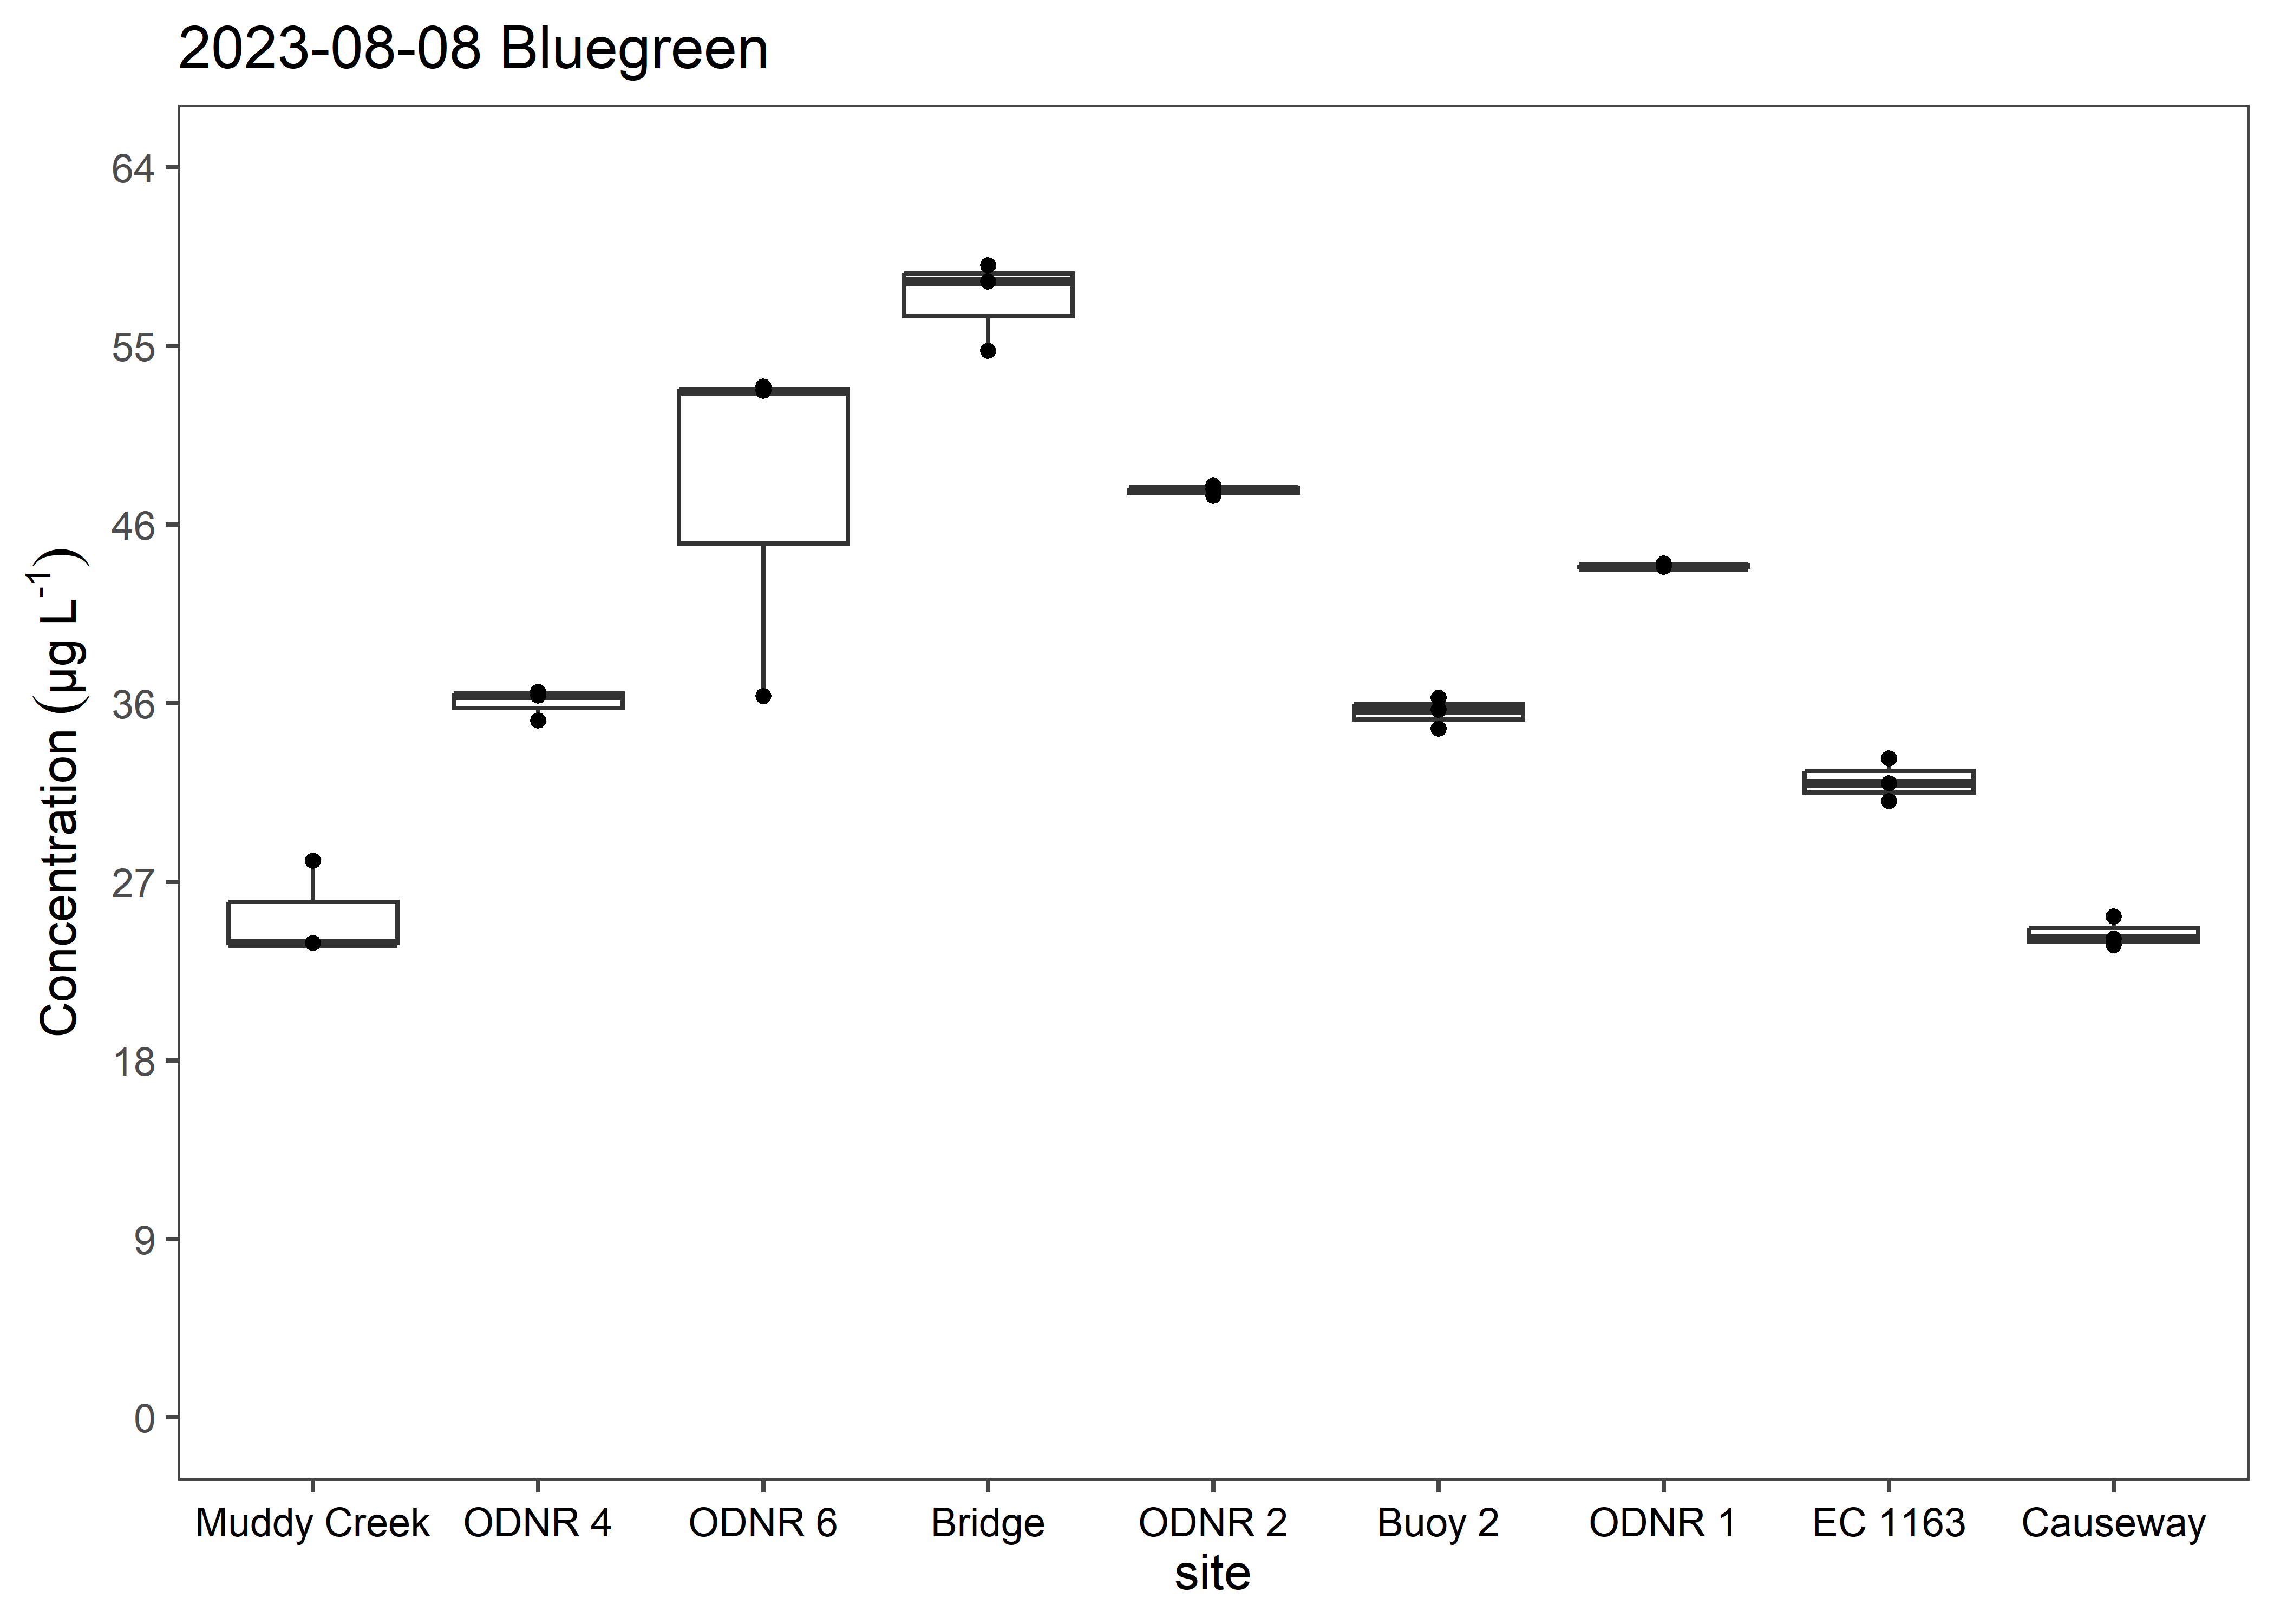 2023-08-08 Bluegreen
Concentration (µg L⁻¹)
64
55
46
36
27
18
9
0
Muddy Creek ODNR 4 ODNR 6 Bridge ODNR 2 Buoy 2 ODNR 1 EC 1163 Causeway
site